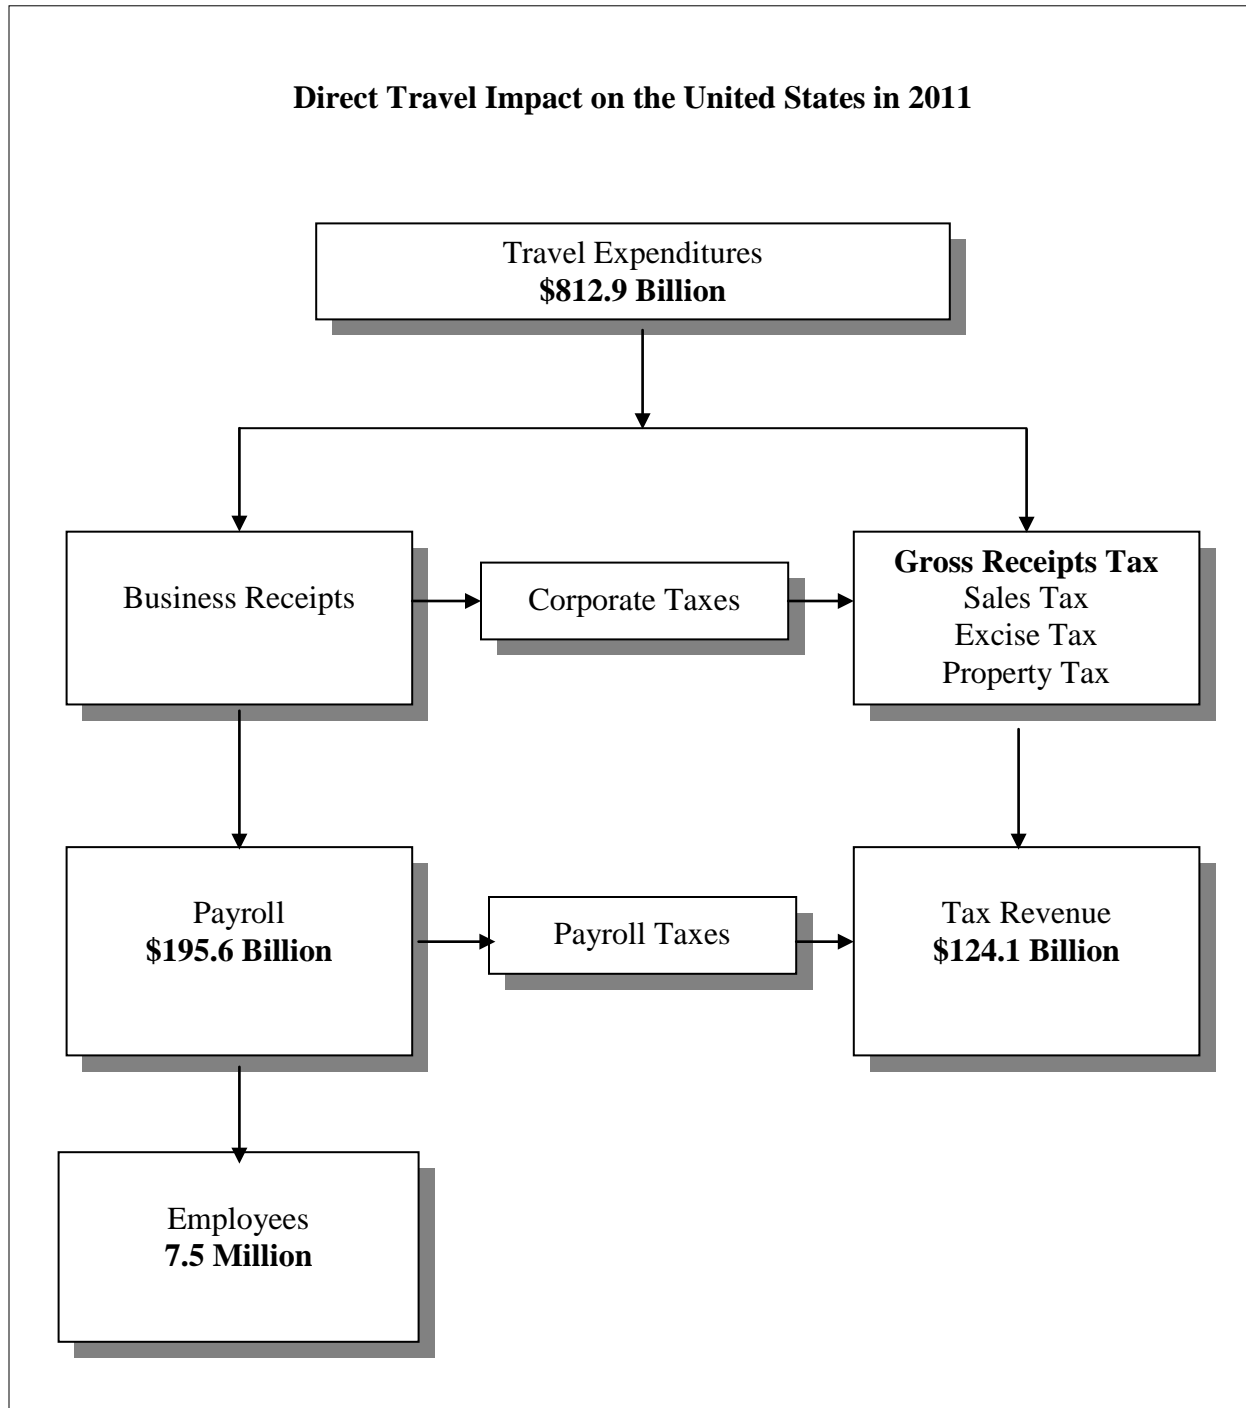 Direct Travel Impact on the United States in 2011
Travel Expenditures
$812.9 Billion
Business Receipts
Corporate Taxes
Gross Receipts Tax
Sales Tax
Excise Tax
Property Tax
Payroll
$195.6 Billion
Payroll Taxes
Tax Revenue
$124.1 Billion
Employees
7.5 Million